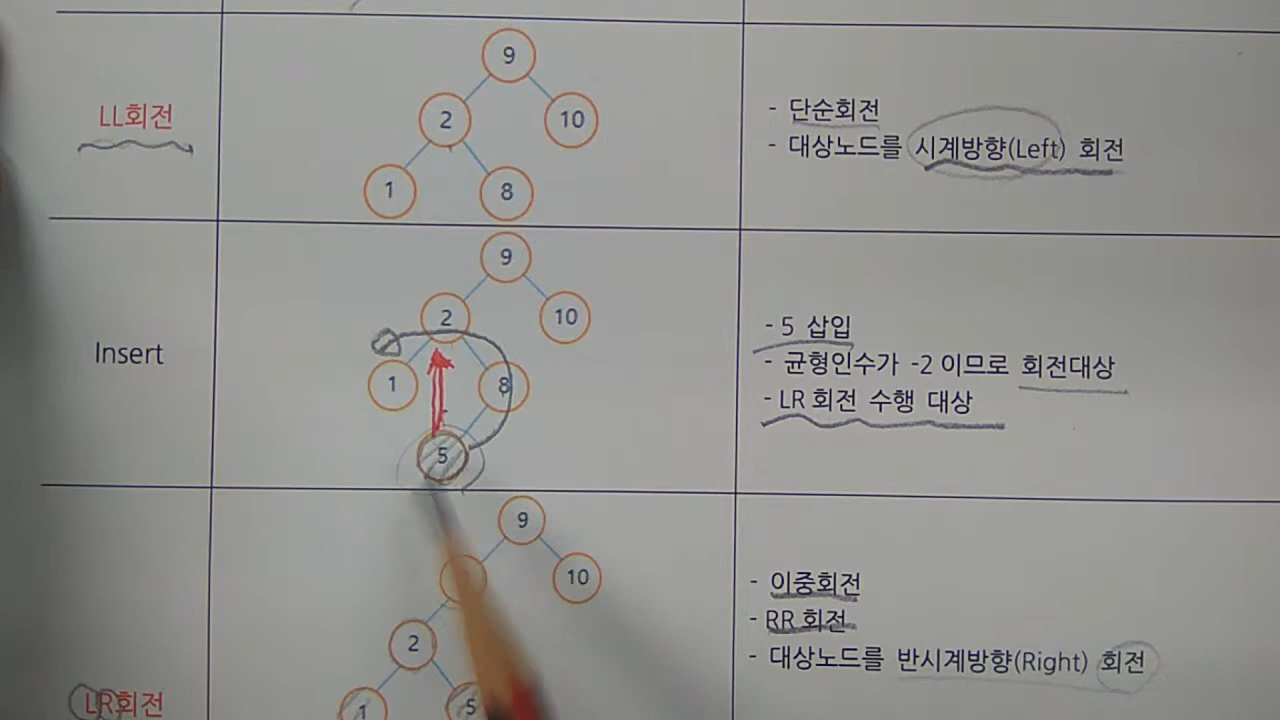 LL회전
9
2
10
1
8
- 단순회전
- 대상노드를 시계방향(Left) 회전
Insert
9
2
10
1
8
5
- 5 삽입
- 균형인수가 -2 이므로 회전대상
- LR 회전 수행 대상
LR회전
9
10
2
1
5
- 이중회전
- RR 회전
- 대상노드를 반시계방향(Right) 회전